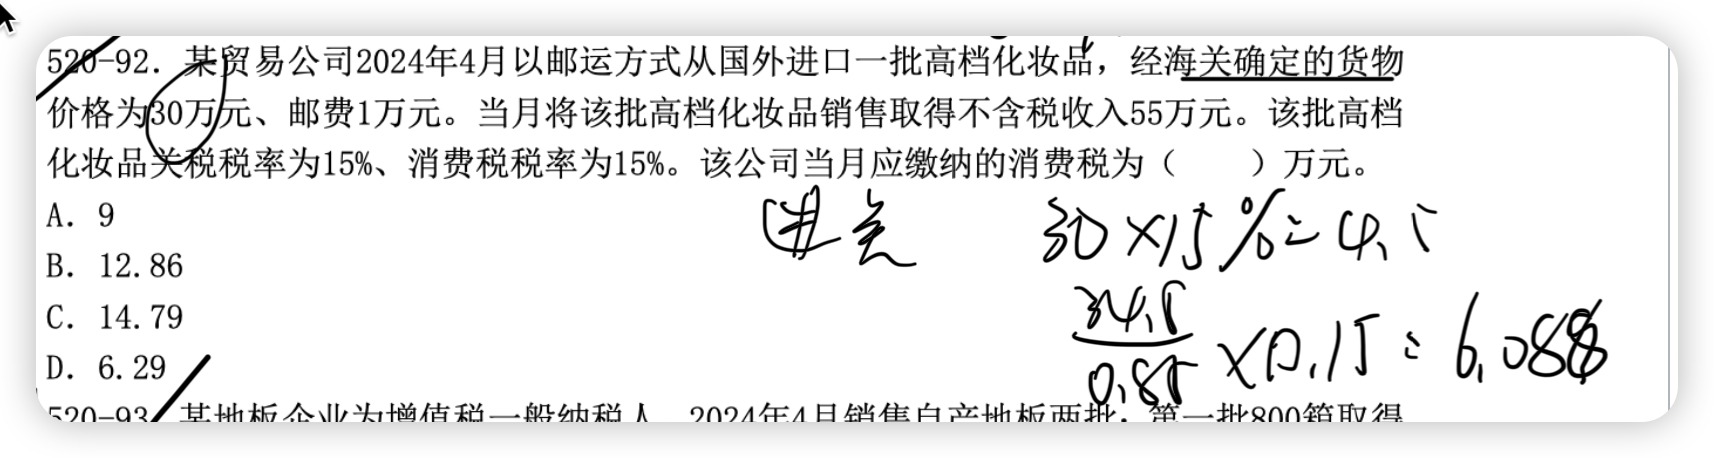 520-92. 某贸易公司2024年4月以邮运方式从国外进口一批高档化妆品，经海关确定的货物
价格为30万元、邮费1万元。当月将该批高档化妆品销售取得不含税收入55万元。该批高档
化妆品关税税率为15%、消费税税率为15%。该公司当月应缴纳的消费税为（　　）万元。
A. 9
进关 30×15%=4.5
B. 12.86
C. 14.79
34.5
0.85 ×0.15=6.088
D. 6.29
520-93 某地板企业为增值税一般纳税人，2024年4月销售自产地板两批：第一批800箱取得